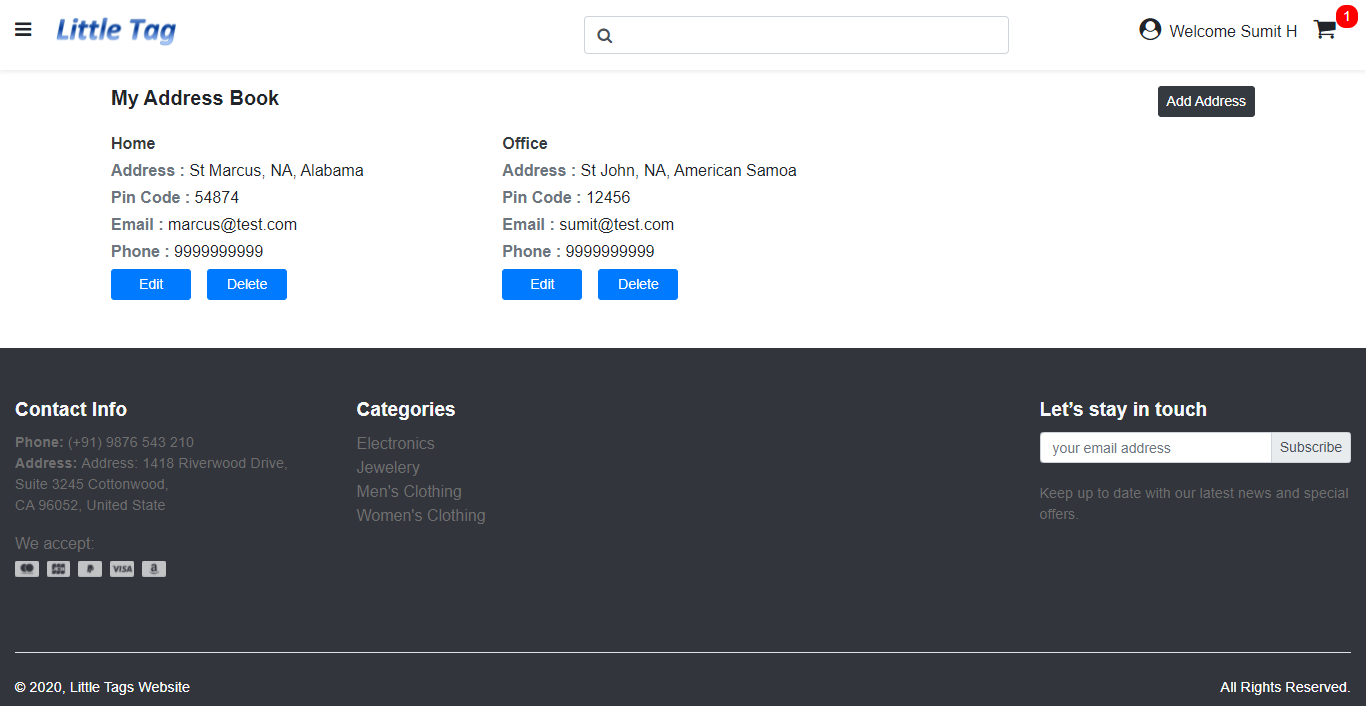 Little Tag
Welcome Sumit H
1
My Address Book
Add Address
Home
Address : St Marcus, NA, Alabama
Pin Code : 54874
Email : marcus@test.com
Phone : 9999999999
Edit
Delete
Office
Address : St John, NA, American Samoa
Pin Code : 12456
Email : sumit@test.com
Phone : 9999999999
Edit
Delete
Contact Info
Phone: (+91) 9876 543 210
Address: Address: 1418 Riverwood Drive,
Suite 3245 Cottonwood,
CA 96052, United State
We accept:
JCB
P
VISA
a
Categories
Electronics
Jewelery
Men's Clothing
Women's Clothing
Let’s stay in touch
your email address
Subscribe
Keep up to date with our latest news and special
offers.
© 2020, Little Tags Website
All Rights Reserved.